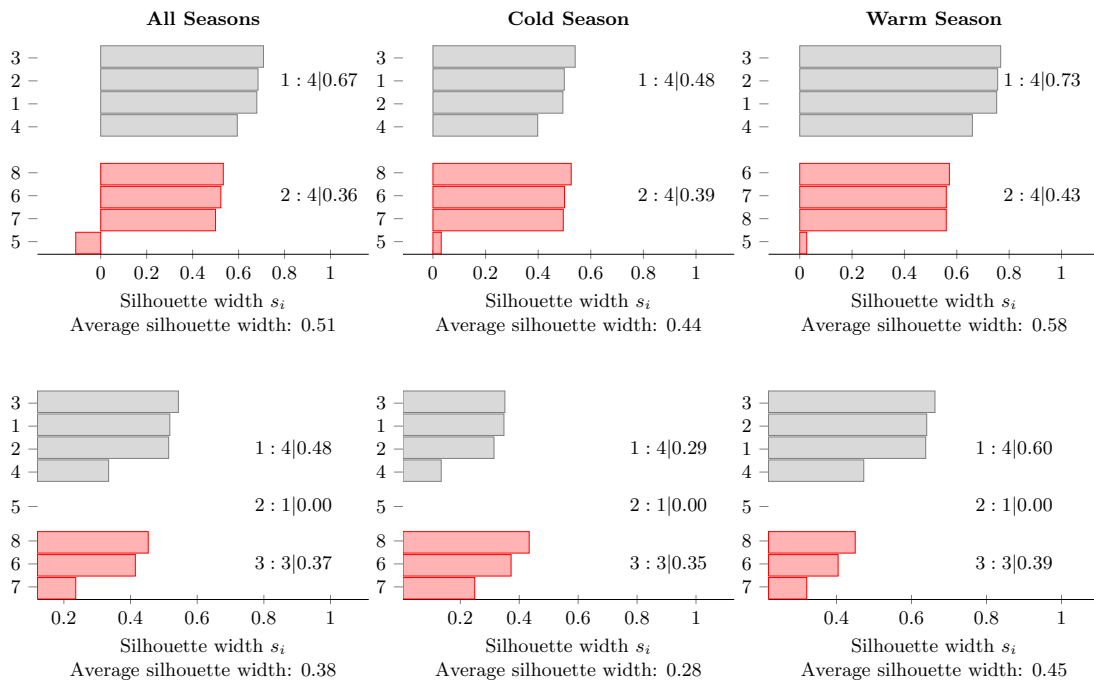 All Seasons
3
2
1
4
8
6
7
5
1 : 4|0.67
2 : 4|0.36
0 0.2 0.4 0.6 0.8 1
Silhouette width s_i
Average silhouette width: 0.51
Cold Season
3
1
2
4
8
6
7
5
1 : 4|0.48
2 : 4|0.39
0 0.2 0.4 0.6 0.8 1
Silhouette width s_i
Average silhouette width: 0.44
Warm Season
3
2
1
4
6
7
8
5
1 : 4|0.73
2 : 4|0.43
0 0.2 0.4 0.6 0.8 1
Silhouette width s_i
Average silhouette width: 0.58
3
1
2
4
5
8
6
7
1 : 4|0.48
2 : 1|0.00
3 : 3|0.37
0.2 0.4 0.6 0.8 1
Silhouette width s_i
Average silhouette width: 0.38
3
1
2
4
5
8
6
7
1 : 4|0.29
2 : 1|0.00
3 : 3|0.35
0.2 0.4 0.6 0.8 1
Silhouette width s_i
Average silhouette width: 0.28
3
2
1
4
5
8
6
7
1 : 4|0.60
2 : 1|0.00
3 : 3|0.39
0.4 0.6 0.8 1
Silhouette width s_i
Average silhouette width: 0.45